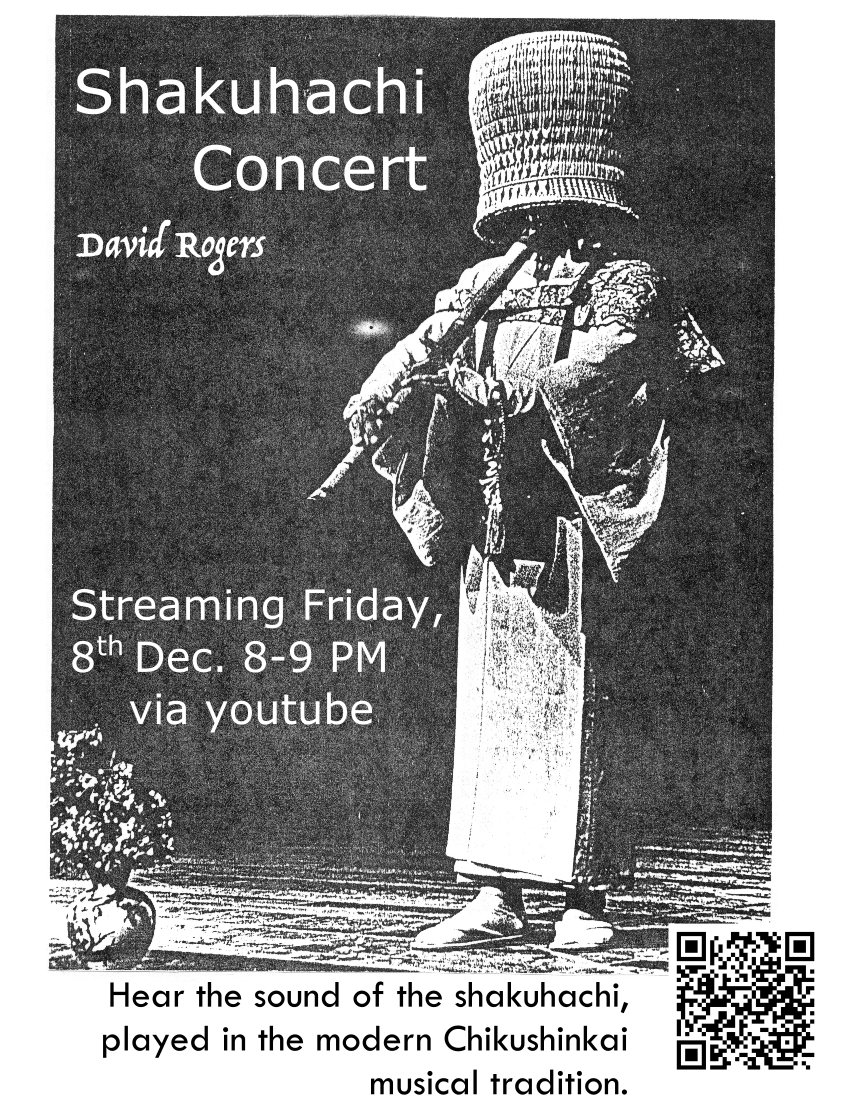 Shakuhachi
Concert
David Rogers
Streaming Friday,
8th Dec. 8-9 PM
via youtube
Hear the sound of the shakuhachi,
played in the modern Chikushinkai
musical tradition.